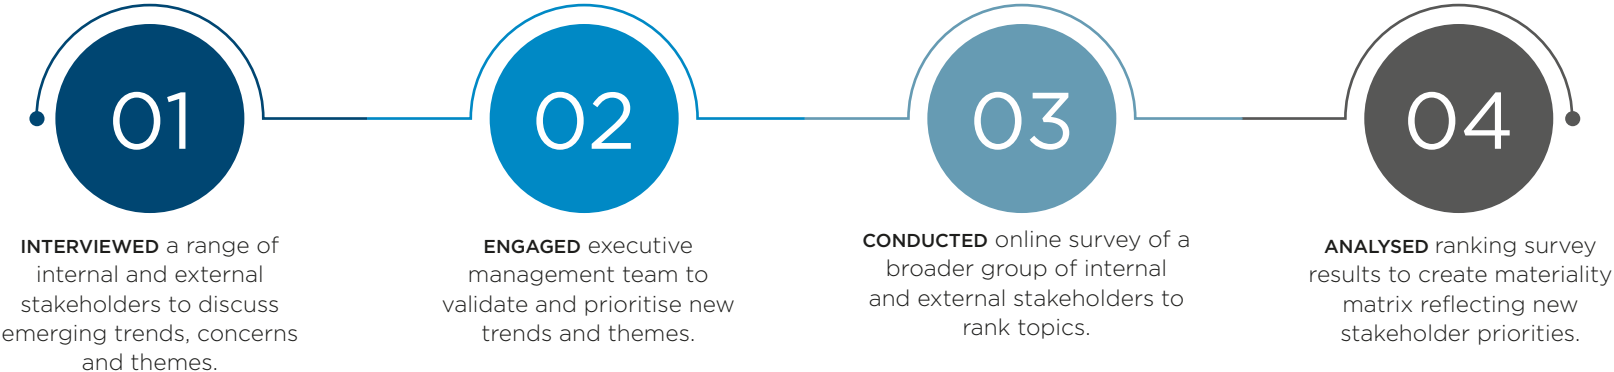 01
INTERVIEWED a range of
internal and external
stakeholders to discuss
emerging trends, concerns
and themes.
02
ENGAGED executive
management team to
validate and prioritise new
trends and themes.
03
CONDUCTED online survey of a
broader group of internal
and external stakeholders to
rank topics.
04
ANALYSED ranking survey
results to create materiality
matrix reflecting new
stakeholder priorities.